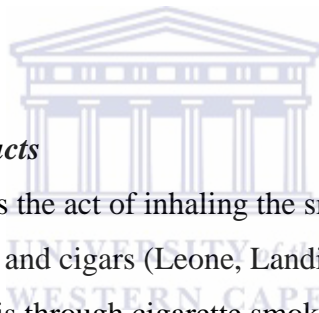 ucts
s the act of inhaling the s
UNIVERSITY of the
and cigars (Leone, Landi
WESTERN CAPE
is through cigarette smok